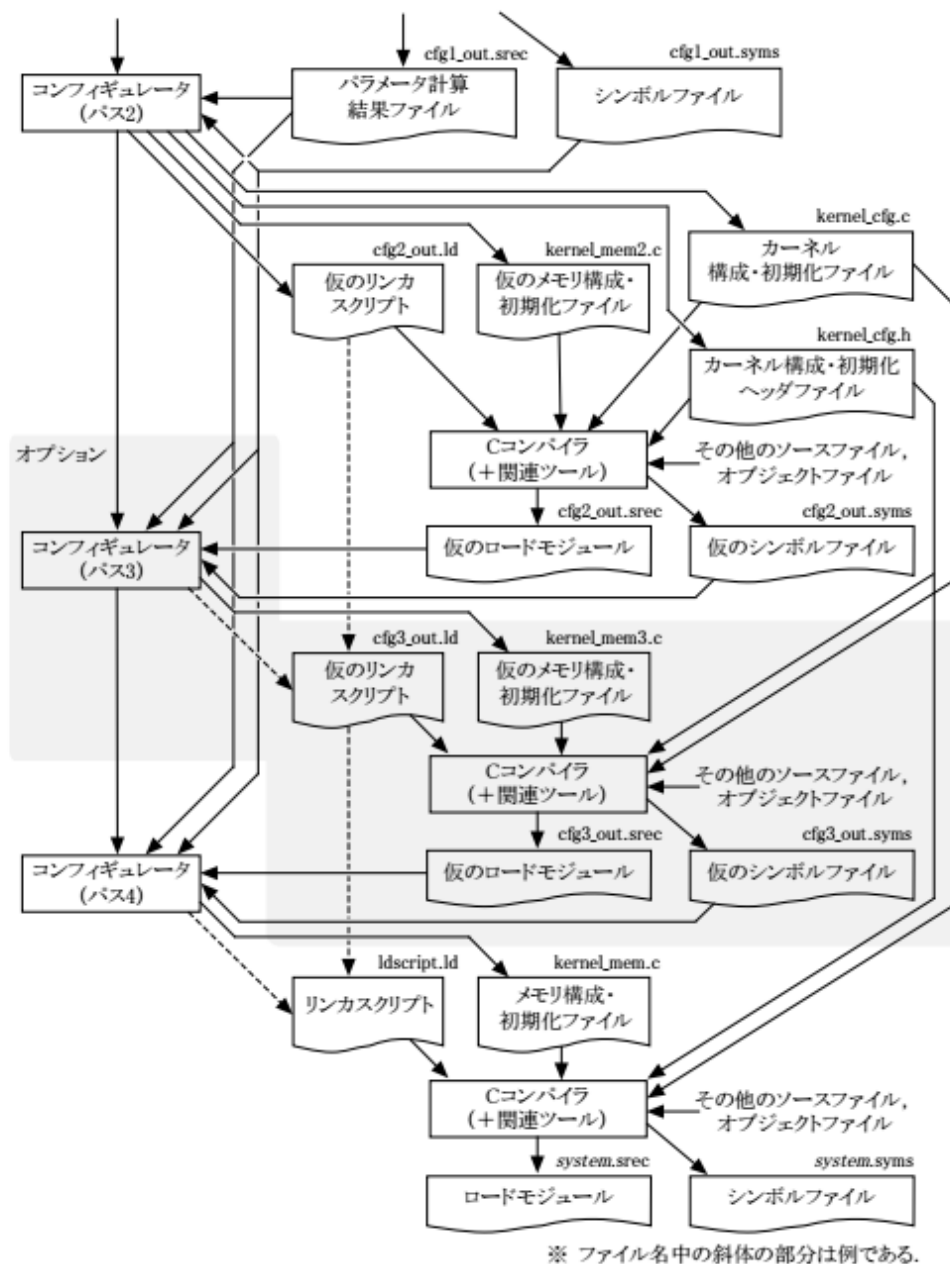 cfg1_out.srec
cfg1_out.syms
コンフィギュレータ
(パス2)
パラメータ計算
結果ファイル
シンボルファイル
kernel_cfg.c
カーネル
構成・初期化ファイル
cfg2_out.ld
kernel_mem2.c
仮のリンカ
スクリプト
仮のメモリ構成・
初期化ファイル
kernel_cfg.h
カーネル構成・初期化
ヘッダファイル
オプション
Cコンパイラ
(+関連ツール)
その他のソースファイル,
オブジェクトファイル
cfg2_out.srec
cfg2_out.syms
コンフィギュレータ
(パス3)
仮のロードモジュール
仮のシンボルファイル
cfg3_out.ld
kernel_mem3.c
仮のリンカ
スクリプト
仮のメモリ構成・
初期化ファイル
Cコンパイラ
(+関連ツール)
その他のソースファイル,
オブジェクトファイル
cfg3_out.srec
cfg3_out.syms
コンフィギュレータ
(パス4)
仮のロードモジュール
仮のシンボルファイル
ldscript.ld
kernel_mem.c
リンカスクリプト
メモリ構成・
初期化ファイル
Cコンパイラ
(+関連ツール)
その他のソースファイル,
オブジェクトファイル
system.srec
system.syms
ロードモジュール
シンボルファイル
※ ファイル名中の斜体の部分は例である.